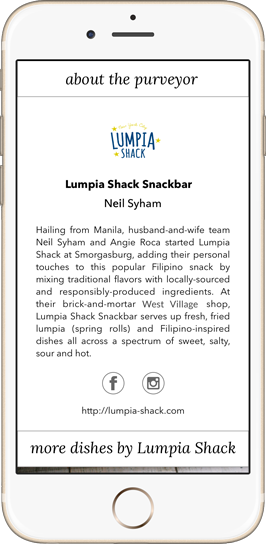 about the purveyor
LUMPIA
SHACK
Lumpia Shack Snackbar
Neil Syham
Hailing from Manila, husband-and-wife team
Neil Syham and Angie Roca started Lumpia
Shack at Smorgasburg, adding their personal
touches to this popular Filipino snack by
mixing traditional flavors with locally-sourced
and responsibly-produced ingredients. At
their brick-and-mortar West Village shop,
Lumpia Shack Snackbar serves up fresh, fried
lumpia (spring rolls) and Filipino-inspired
dishes all across a spectrum of sweet, salty,
sour and hot.
http://lumpia-shack.com
more dishes by Lumpia Shack